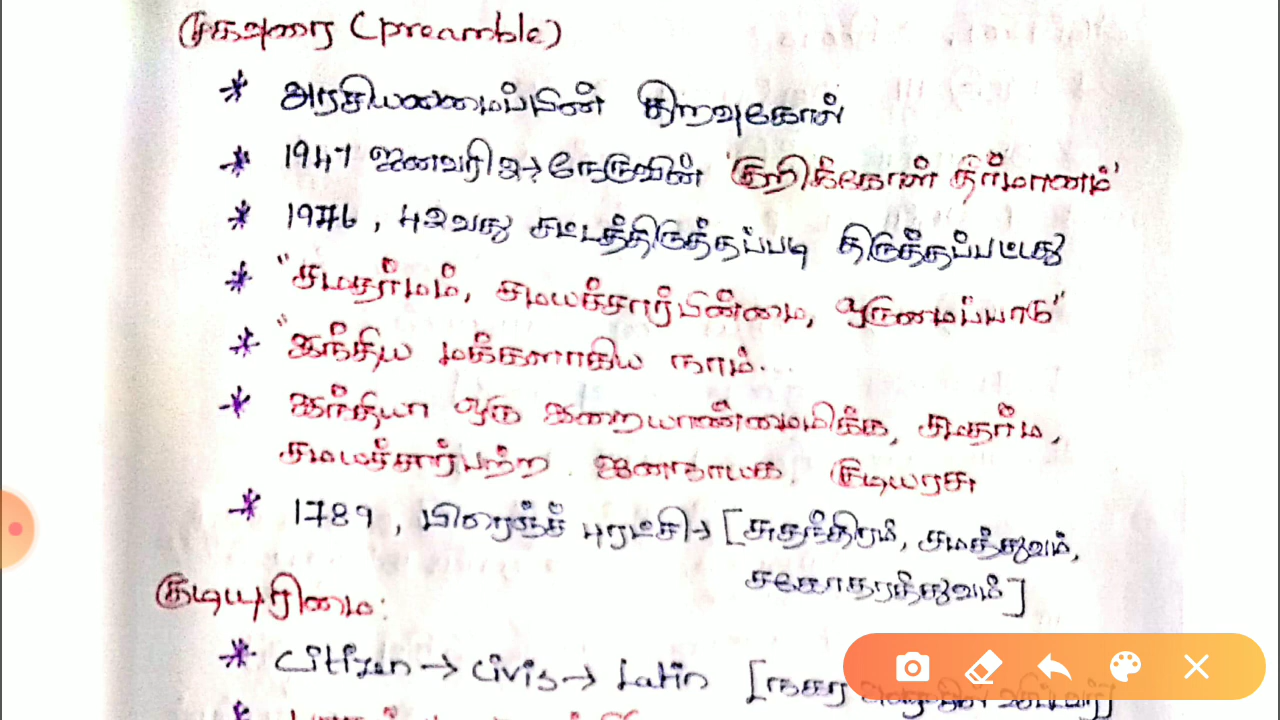 முகவுரை (preamble)
* அரசியலமைப்பின் திறவுகோல்
* 1947 ஜனவரி 22 → நேருவின் 'குறிக்கோள் தீர்மானம்'
* 1976, 42வது சட்டத்திருத்தப்படி திருத்தப்பட்டது
* "சமதர்மம், சமயச்சார்பின்மை, ஒருமைப்பாடு"
* "இந்திய மக்களாகிய நாம்...
* இந்தியா ஒரு இறையாண்மைமிக்க, சமதர்ம,
சமயச்சார்பற்ற ஜனநாயக குடியரசு
* 1789, பிரெஞ்சுப் புரட்சி → [சுதந்திரம், சமத்துவம்,
சகோதரத்துவம்]
குடியுரிமை:
* Citizen → civis → Latin [நகர